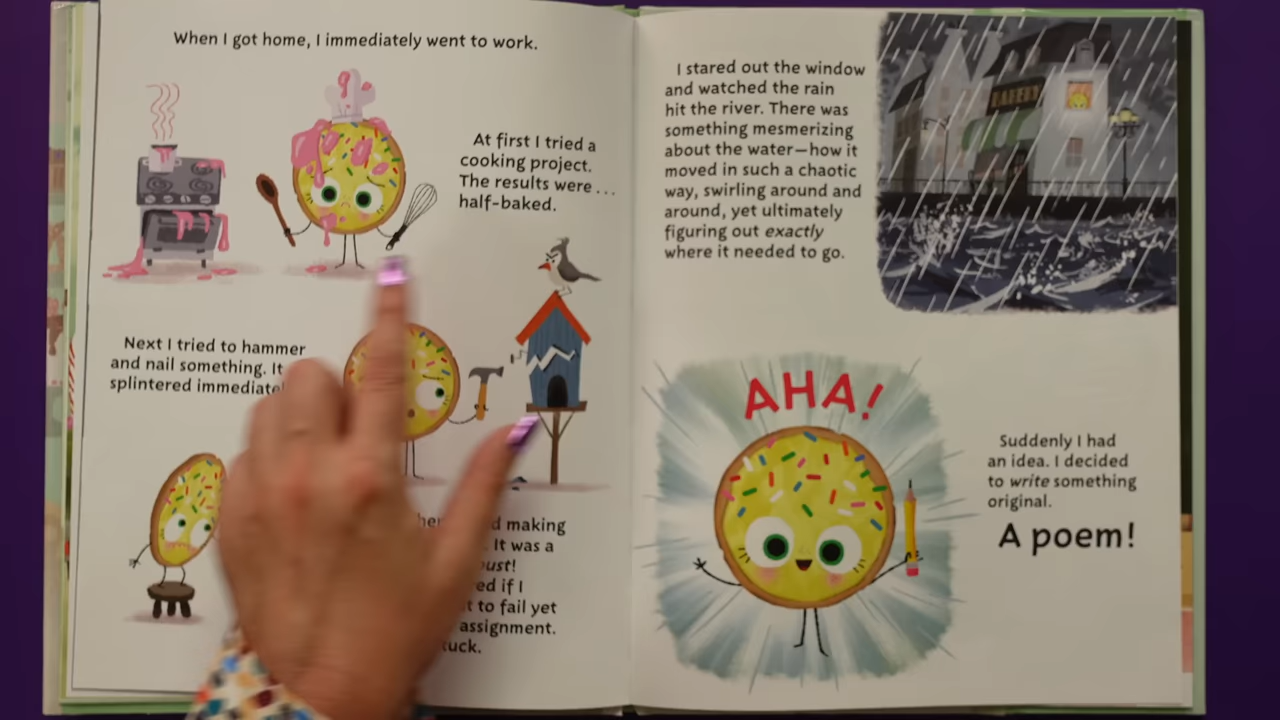 When I got home, I immediately went to work.
At first I tried a
cooking project.
The results were ...
half-baked.
Next I tried to hammer
and nail something. It
splintered
making
It was a
if I
to fail yet
assignment.
I stared out the window
and watched the rain
hit the river. There was
something mesmerizing
about the water—how it
moved in such a chaotic
way, swirling around and
around, yet ultimately
figuring out exactly
where it needed to go.
BAKERY
AHA!
Suddenly I had
an idea. I decided
to write something
original.
A poem!